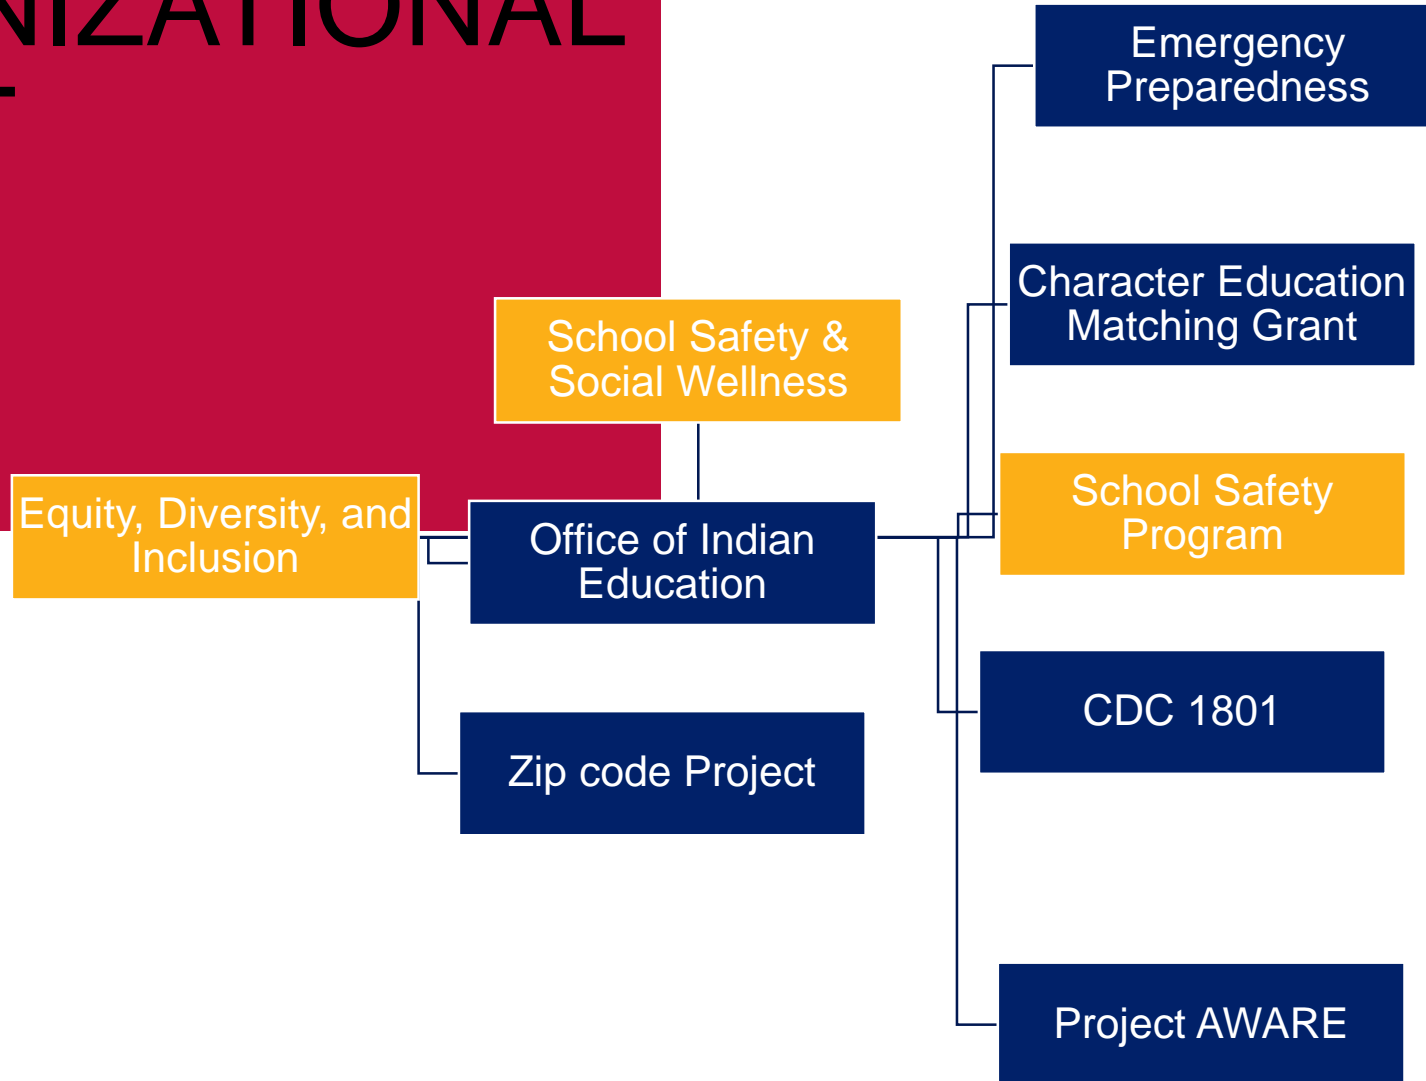 NIZATIONAL
Emergency
Preparedness
Character Education
Matching Grant
School Safety &
Social Wellness
School Safety
Program
Equity, Diversity, and
Inclusion
Office of Indian
Education
CDC 1801
Zip code Project
Project AWARE